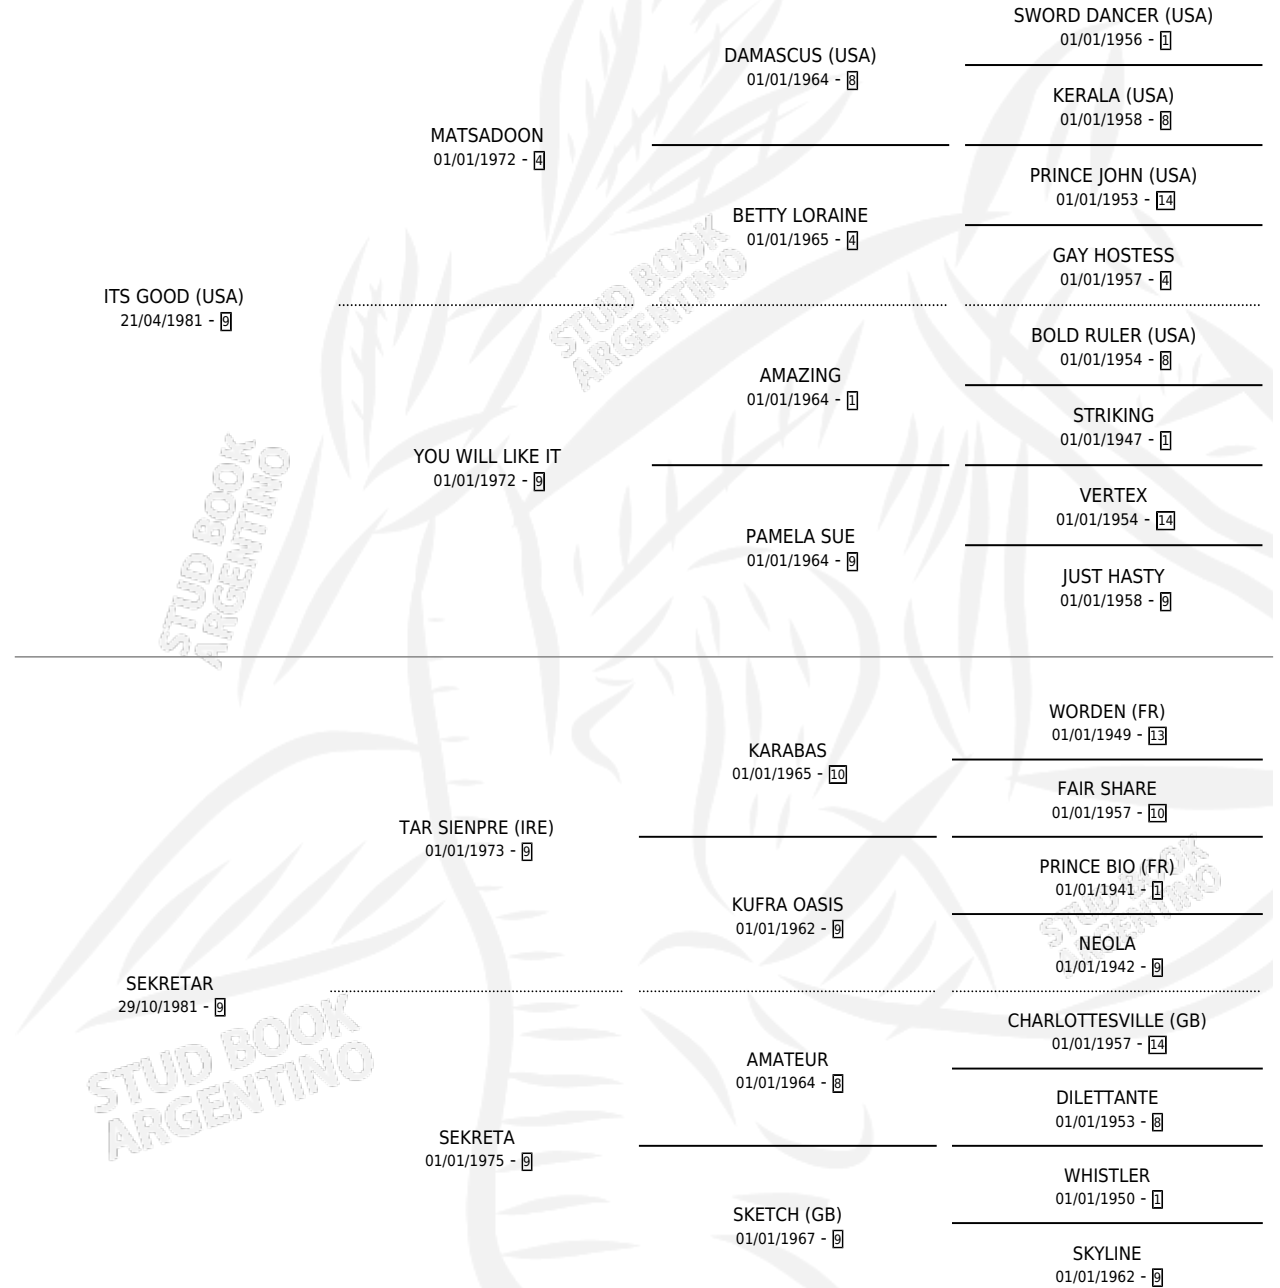 SWORD DANCER (USA)
01/01/1956 - 1
DAMASCUS (USA)
01/01/1964 - 8
KERALA (USA)
01/01/1958 - 8
MATSADOON
01/01/1972 - 4
PRINCE JOHN (USA)
01/01/1953 - 14
BETTY LORAINE
01/01/1965 - 4
GAY HOSTESS
01/01/1957 - 4
ITS GOOD (USA)
21/04/1981 - 9
BOLD RULER (USA)
01/01/1954 - 8
AMAZING
01/01/1964 - 1
STRIKING
01/01/1947 - 1
YOU WILL LIKE IT
01/01/1972 - 9
VERTEX
01/01/1954 - 14
PAMELA SUE
01/01/1964 - 9
JUST HASTY
01/01/1958 - 9
WORDEN (FR)
01/01/1949 - 13
KARABAS
01/01/1965 - 10
FAIR SHARE
01/01/1957 - 10
TAR SIENPRE (IRE)
01/01/1973 - 9
PRINCE BIO (FR)
01/01/1941 - 1
KUFRA OASIS
01/01/1962 - 9
NEOLA
01/01/1942 - 9
SEKRETAR
29/10/1981 - 9
CHARLOTTESVILLE (GB)
01/01/1957 - 14
AMATEUR
01/01/1964 - 8
DILETTANTE
01/01/1953 - 8
SEKRETA
01/01/1975 - 9
WHISTLER
01/01/1950 - 1
SKETCH (GB)
01/01/1967 - 9
SKYLINE
01/01/1962 - 9
STUD BOOK
ARGENTINO
STUD BOOK
ARGENTINO
STUD BOOK
ARGENTINO
STUD BOOK
ARGENTINO